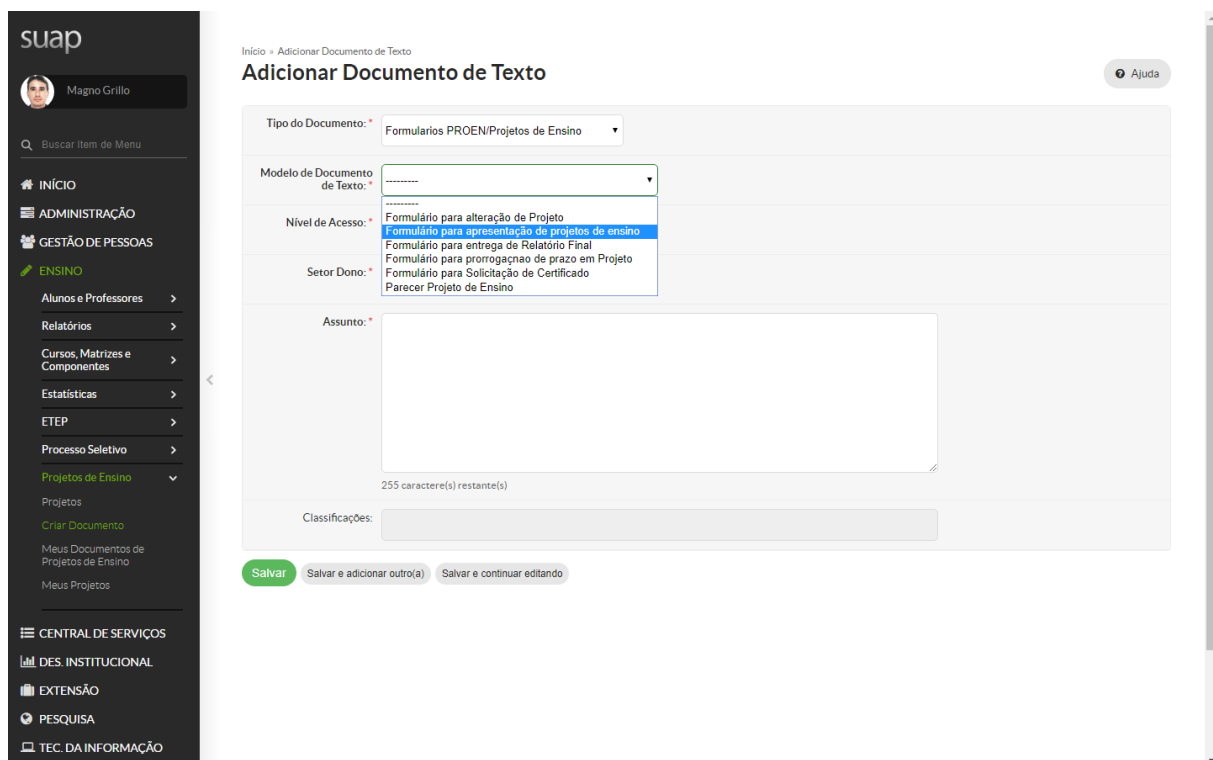 suap
Magno Grillo
Buscar Item de Menu
INÍCIO
ADMINISTRAÇÃO
GESTÃO DE PESSOAS
ENSINO
Alunos e Professores
Relatórios
Cursos, Matrizes e
Componentes
Estatísticas
ETEP
Processo Seletivo
Projetos de Ensino
Projetos
Criar Documento
Meus Documentos de
Projetos de Ensino
Meus Projetos
CENTRAL DE SERVIÇOS
DES. INSTITUCIONAL
EXTENSÃO
PESQUISA
TEC. DA INFORMAÇÃO
Início » Adicionar Documento de Texto
Adicionar Documento de Texto
Ajuda
Tipo do Documento: *
Formularios PROEN/Projetos de Ensino
Modelo de Documento
de Texto: *
---------
---------
Formulário para alteração de Projeto
Formulário para apresentação de projetos de ensino
Formulário para entrega de Relatório Final
Formulário para prorrogaçnao de prazo em Projeto
Formulário para Solicitação de Certificado
Parecer Projeto de Ensino
Nível de Acesso: *
Setor Dono: *
Assunto: *
255 caractere(s) restante(s)
Classificações:
Salvar
Salvar e adicionar outro(a)
Salvar e continuar editando